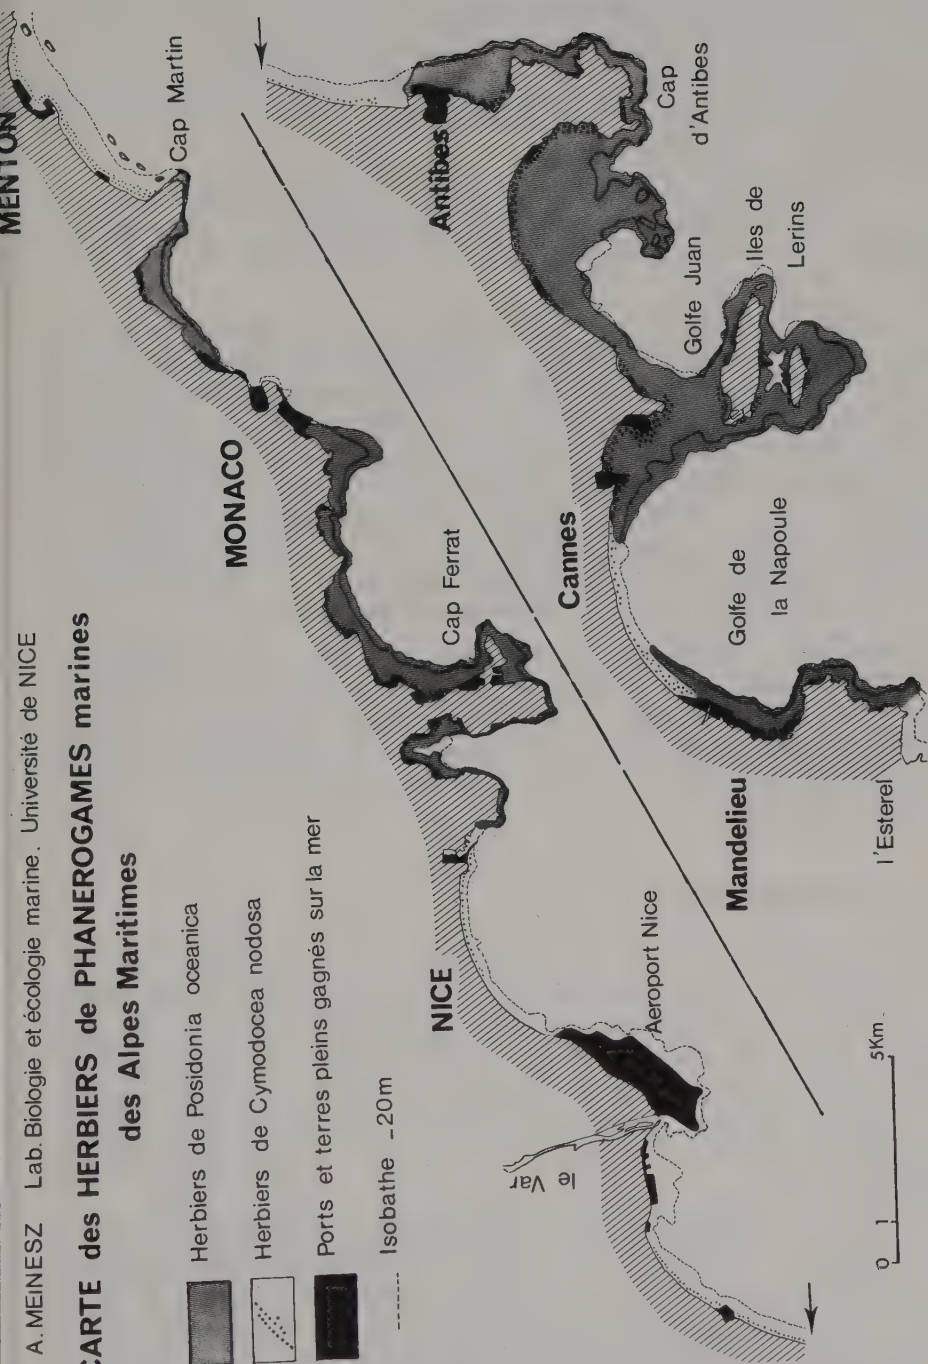 A. MEINESZ Lab. Biologie et écologie marine. Université de NICE
CARTE des HERBIERS de PHANEROGAMES marines
des Alpes Maritimes
Herbiers de Posidonia oceanica
Herbiers de Cymodocea nodosa
Ports et terres pleins gagnés sur la mer
Isobathe -20m
MENTON
Cap Martin
MONACO
Cap Ferrat
NICE
Aeroport Nice
le Var
Antibes
Cap
d'Antibes
Golfe Juan
Iles de
Lerins
Cannes
Golfe de
la Napoule
Mandelieu
l'Esterel
0 1 5Km